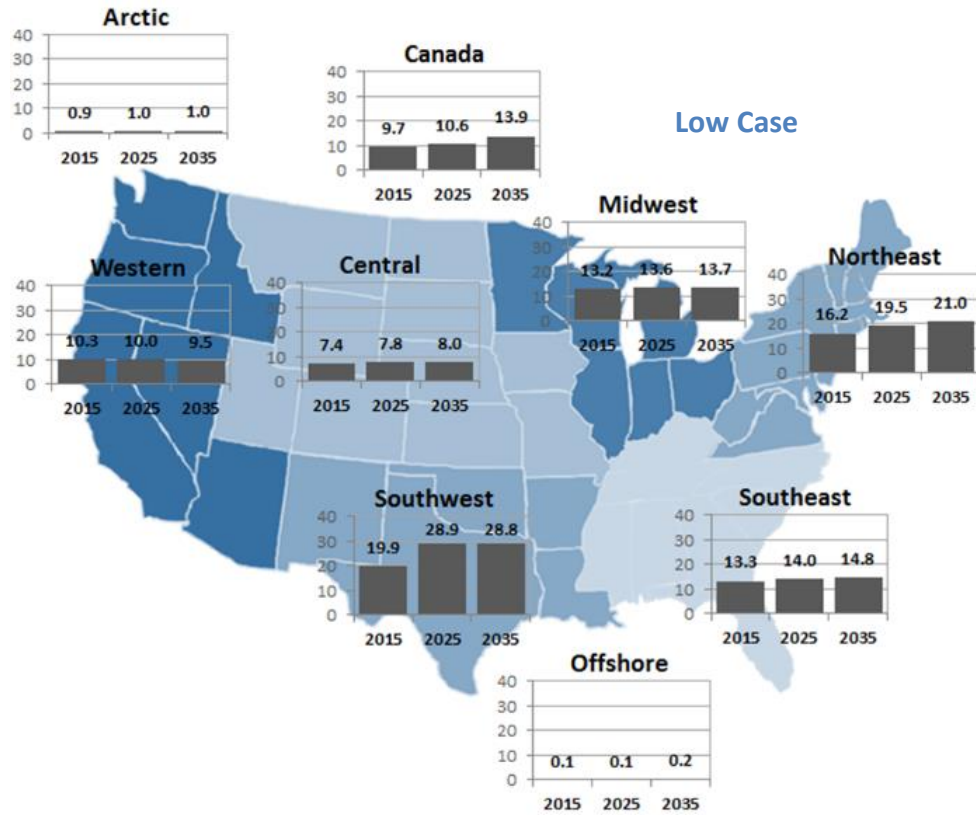 Arctic
40
30
20
10
0
0.9 1.0 1.0
2015 2025 2035
Canada
40
30
20
10
0
9.7 10.6 13.9
2015 2025 2035
Low Case
Western
40
30
20
10
0
10.3 10.0 9.5
2015 2025 2035
Central
40
30
20
10
0
7.4 7.8 8.0
2015 2025 2035
Midwest
40
30
20
10
0
13.2 13.6 13.7
2015 2025 2035
Northeast
40
30
20
10
0
16.2 19.5 21.0
2015 2025 2035
Southwest
40
30
20
10
0
19.9 28.9 28.8
2015 2025 2035
Southeast
40
30
20
10
0
13.3 14.0 14.8
2015 2025 2035
Offshore
40
30
20
10
0
0.1 0.1 0.2
2015 2025 2035